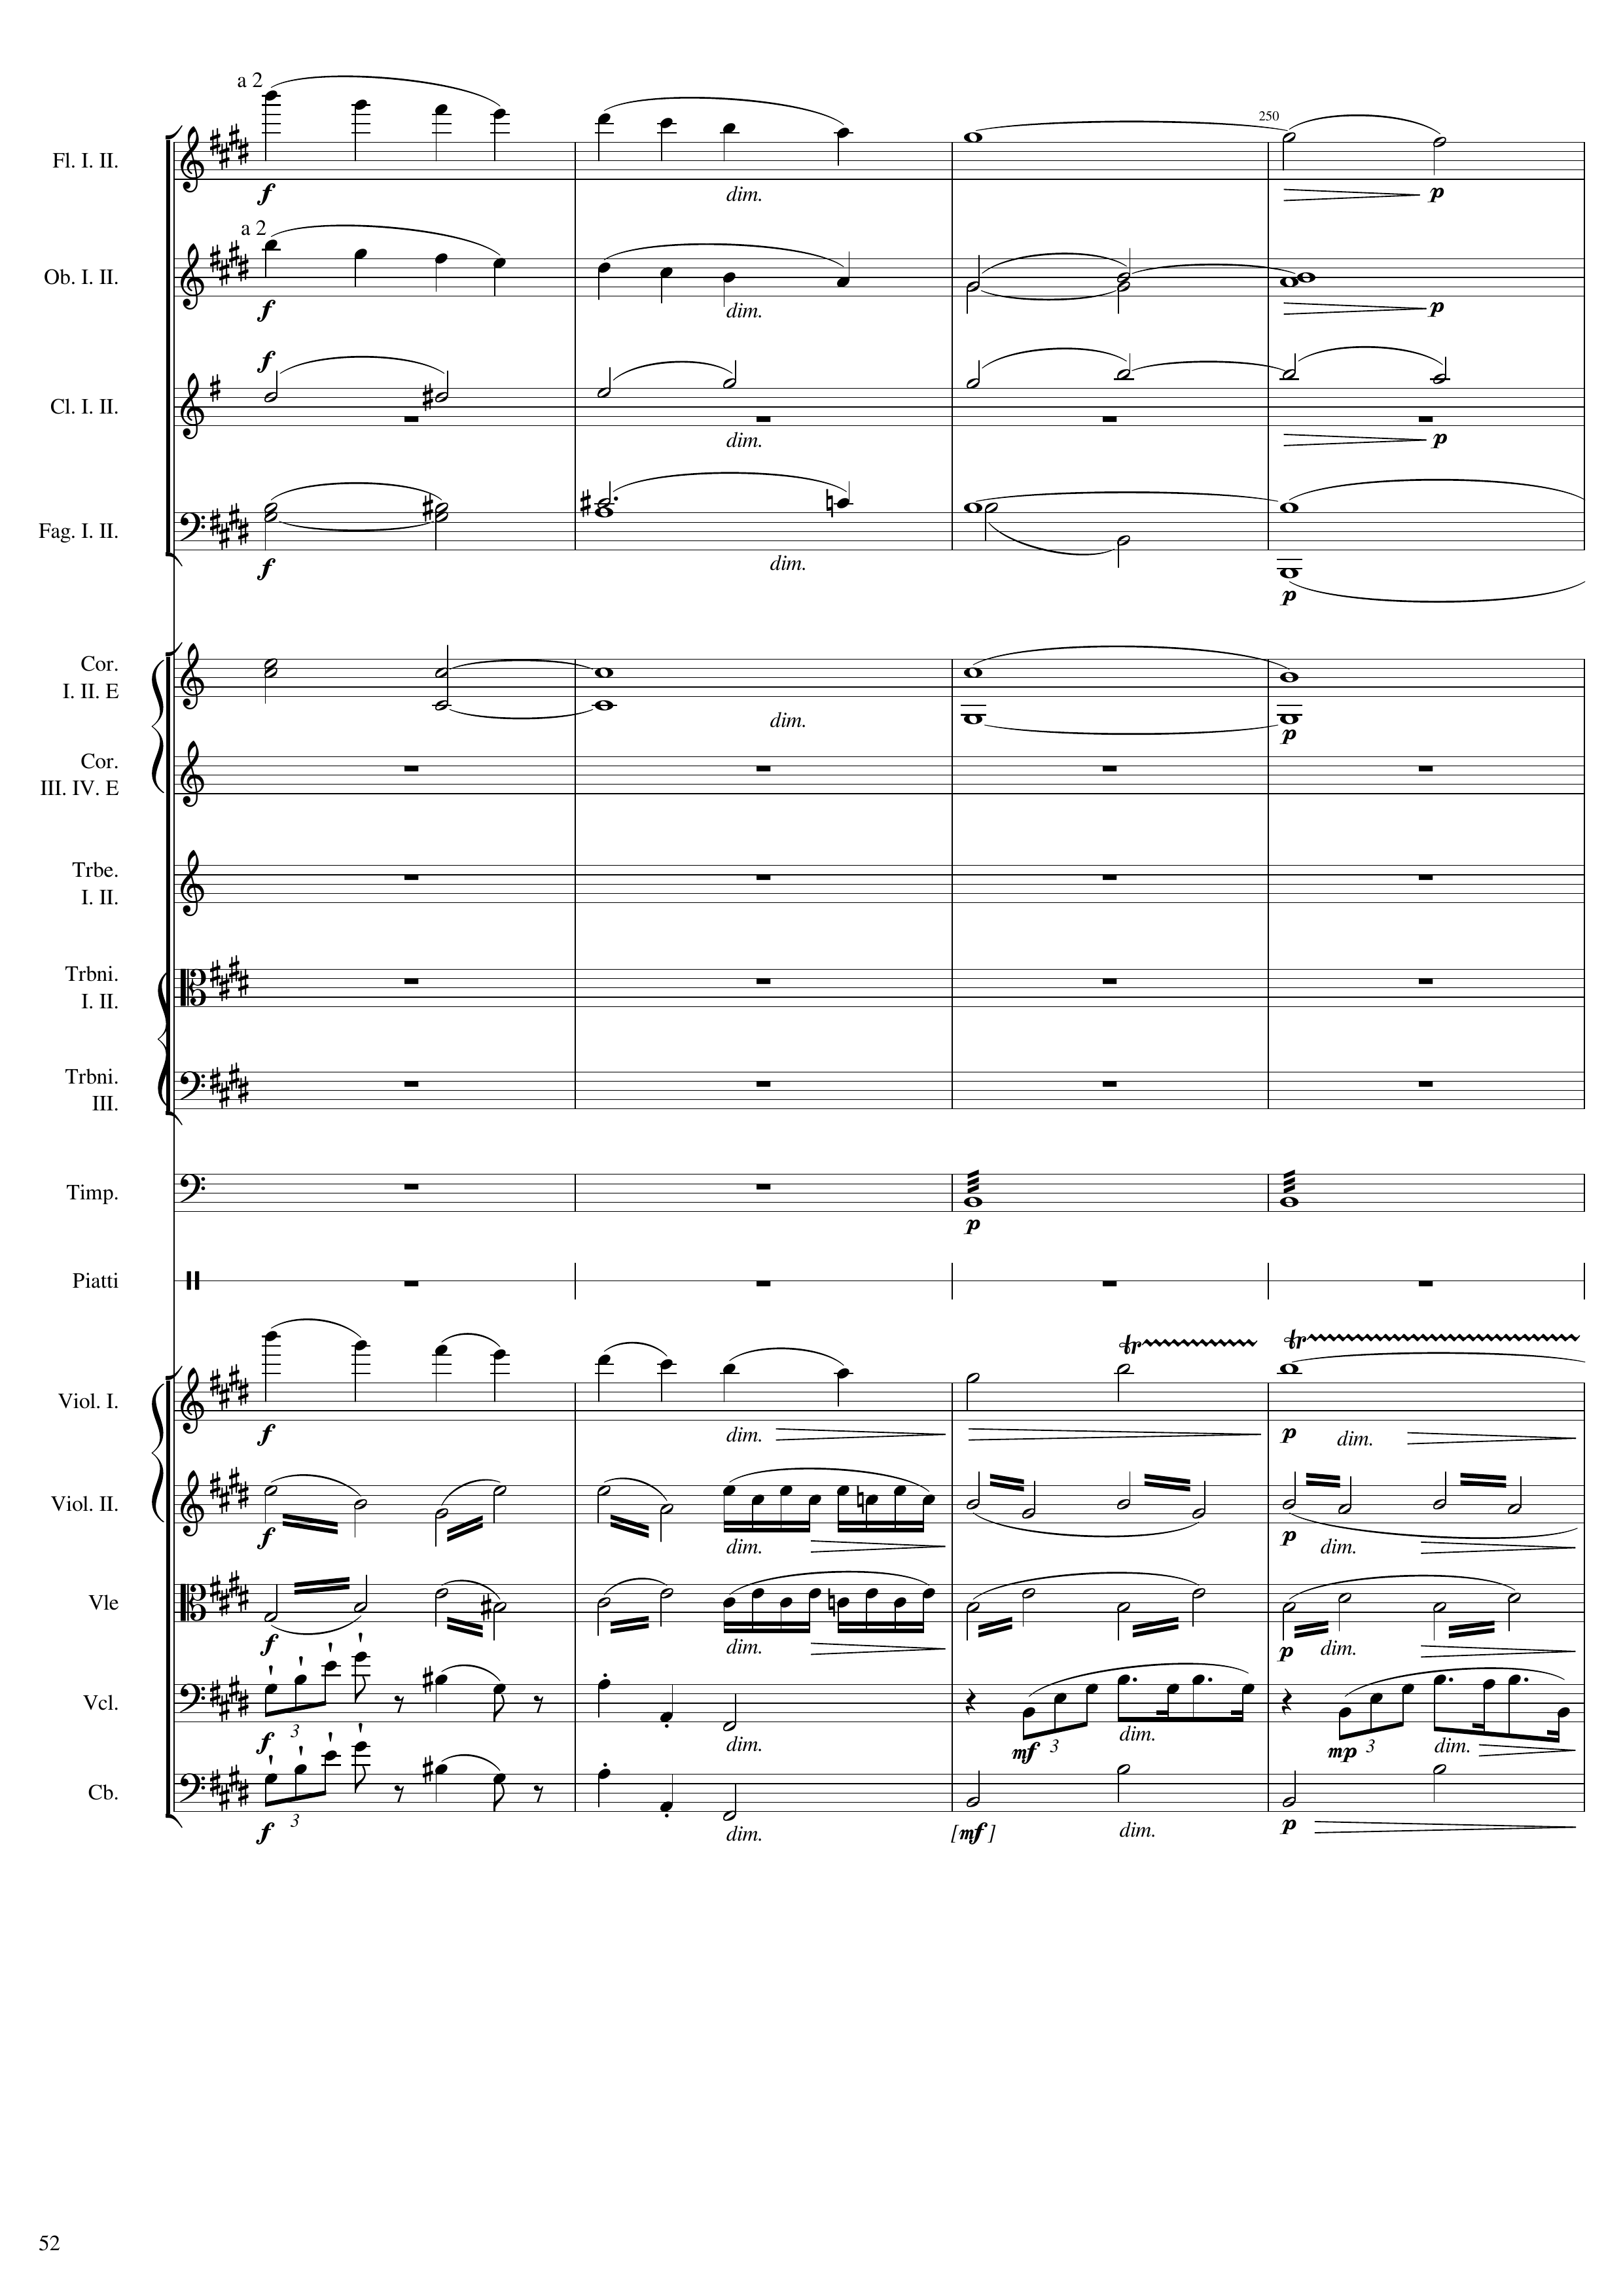 a 2
250
Fl. I. II.
f
dim.
p
a 2
Ob. I. II.
f
dim.
p
f
Cl. I. II.
dim.
p
Fag. I. II.
f
dim.
p
Cor.
I. II. E
dim.
p
Cor.
III. IV. E
Trbe.
I. II.
Trbni.
I. II.
Trbni.
III.
Timp.
p
Piatti
tr
tr
Viol. I.
f
dim.
p
dim.
Viol. II.
f
dim.
p
dim.
Vle
f
dim.
p
dim.
Vcl.
f
3
dim.
mf
3
dim.
mp
3
dim.
Cb.
f
3
dim.
[mf]
dim.
p
52